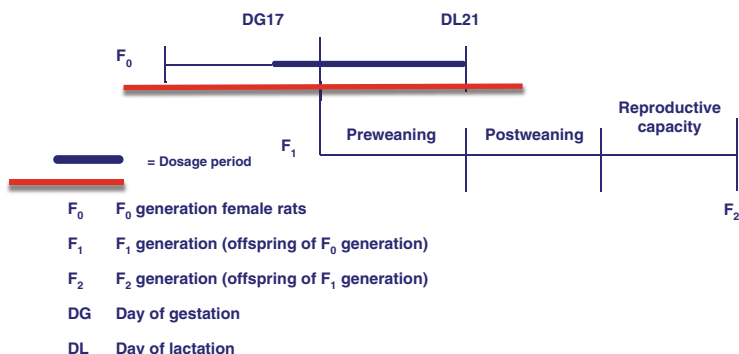 DG17 DL21
F₀
Reproductive
capacity
Preweaning Postweaning
F₁
= Dosage period
F₂
F₀ F₀ generation female rats
F₁ F₁ generation (offspring of F₀ generation)
F₂ F₂ generation (offspring of F₁ generation)
DG Day of gestation
DL Day of lactation